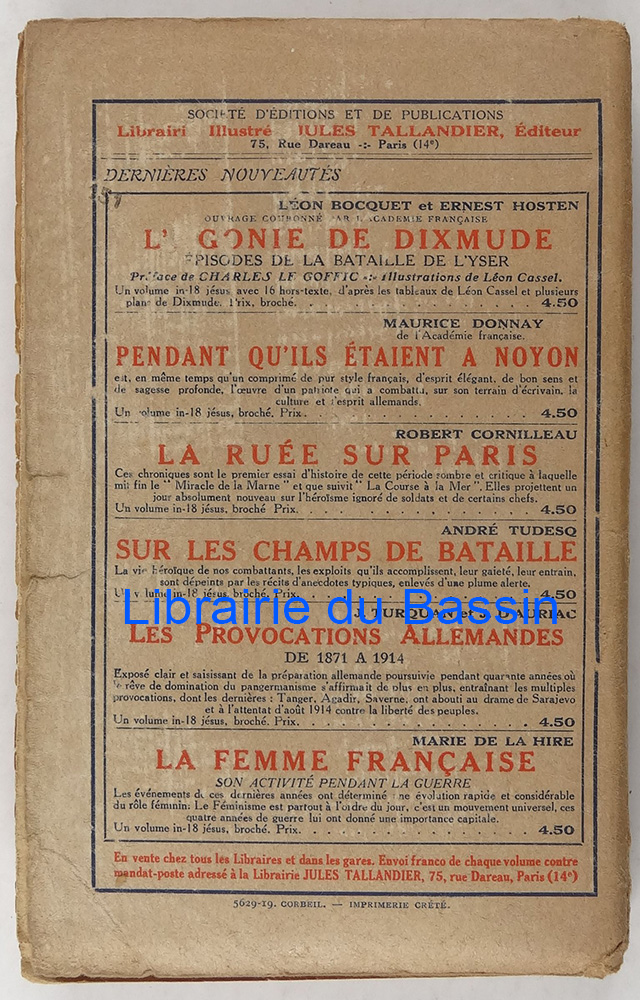 SOCIÉTÉ D'ÉDITIONS ET DE PUBLICATIONS
Librairi Illustré JULES TALLANDIER, Éditeur
75, Rue Dareau -:- Paris (14e)
DERNIÈRES NOUVEAUTÉS
LÉON BOCQUET et ERNEST HOSTEN
OUVRAGE COURONNÉ PAR L'ACADEMIE FRANÇAISE
L' GONIE DE DIXMUDE
ÉPISODES DE LA BATAILLE DE L'YSER
Préface de CHARLES LE GOFFIC -:- Illustrations de Léon Cassel.
Un volume in-18 jésus, avec 16 hors-texte, d'après les tableaux de Léon Cassel et plusieurs
plans de Dixmude. Prix, broché. . . . . . . . . . . . . . . 4.50
MAURICE DONNAY
de l'Académie française.
PENDANT QU'ILS ÉTAIENT A NOYON
est, en même temps qu'un comprimé de pur style français, d'esprit élégant, de bon sens et
de sagesse profonde, l'œuvre d'un patriote qui a combattu, sur son terrain d'écrivain, la
culture et l'esprit allemands.
Un volume in-18 jésus, broché. Prix. . . . . . . . . . . . . 4.50
ROBERT CORNILLEAU
LA RUÉE SUR PARIS
Ces chroniques sont le premier essai d'histoire de cette période sombre et critique à laquelle
mit fin le " Miracle de la Marne " et que suivit " La Course à la Mer ". Elles projettent un
jour absolument nouveau sur l'héroïsme ignoré de soldats et de certains chefs.
Un volume in-18 jésus, broché Prix. . . . . . . . . . . . . 4.50
ANDRÉ TUDESQ
SUR LES CHAMPS DE BATAILLE
La vie héroïque de nos combattants, les exploits qu'ils accomplissent, leur gaieté, leur entrain,
sont dépeints par les récits d'anecdotes typiques, enlevés d'une plume alerte.
Un volume in-18 jésus, broché. Prix. . . . . . . . . . . . . 4.50
Librairie du Bassin
J. TURQUAN et J. D'AURIAC
LES PROVOCATIONS ALLEMANDES
DE 1871 A 1914
Exposé clair et saisissant de la préparation allemande poursuivie pendant quarante années où
le rêve de domination du pangermanisme s'affirmait de plus en plus, entraînant les multiples
provocations, dont les dernières : Tanger, Agadir, Saverne, ont abouti au drame de Sarajevo
et à l'attentat d'août 1914 contre la liberté des peuples.
Un volume in-18 jésus, broché. Prix. . . . . . . . . . . . . 4.50
MARIE DE LA HIRE
LA FEMME FRANÇAISE
SON ACTIVITÉ PENDANT LA GUERRE
Les événements de ces dernières années ont déterminé une évolution rapide et considérable
du rôle féminin: Le Féminisme est partout à l'ordre du jour, c'est un mouvement universel, ces
quatre années de guerre lui ont donné une importance capitale.
Un volume in-18 jésus, broché. Prix. . . . . . . . . . . . . 4.50
En vente chez tous les Libraires et dans les gares. Envoi franco de chaque volume contre
mandat-poste adressé à la Librairie JULES TALLANDIER, 75, rue Dareau, Paris (14e)
5629-19. CORBEIL. — IMPRIMERIE CRÉTÉ.